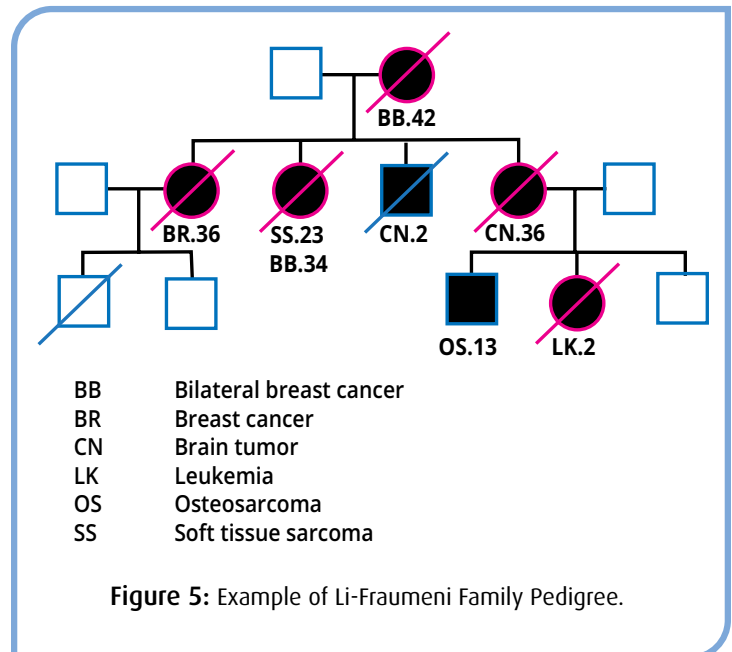 BB.42
BR.36 SS.23 CN.2 CN.36
BB.34
OS.13 LK.2
BB Bilateral breast cancer
BR Breast cancer
CN Brain tumor
LK Leukemia
OS Osteosarcoma
SS Soft tissue sarcoma
Figure 5: Example of Li-Fraumeni Family Pedigree.